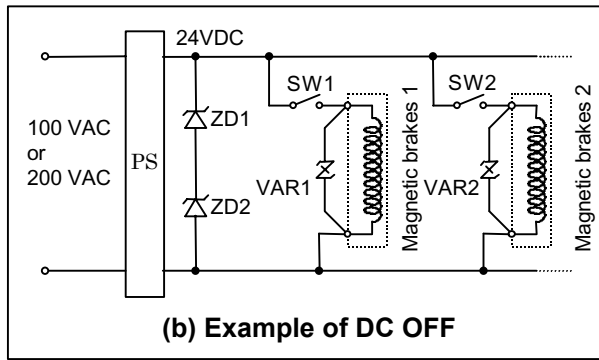 24VDC
SW1
SW2
100 VAC
or
200 VAC
PS
ZD1
ZD2
VAR1
VAR2
Magnetic brakes 1
Magnetic brakes 2
(b) Example of DC OFF